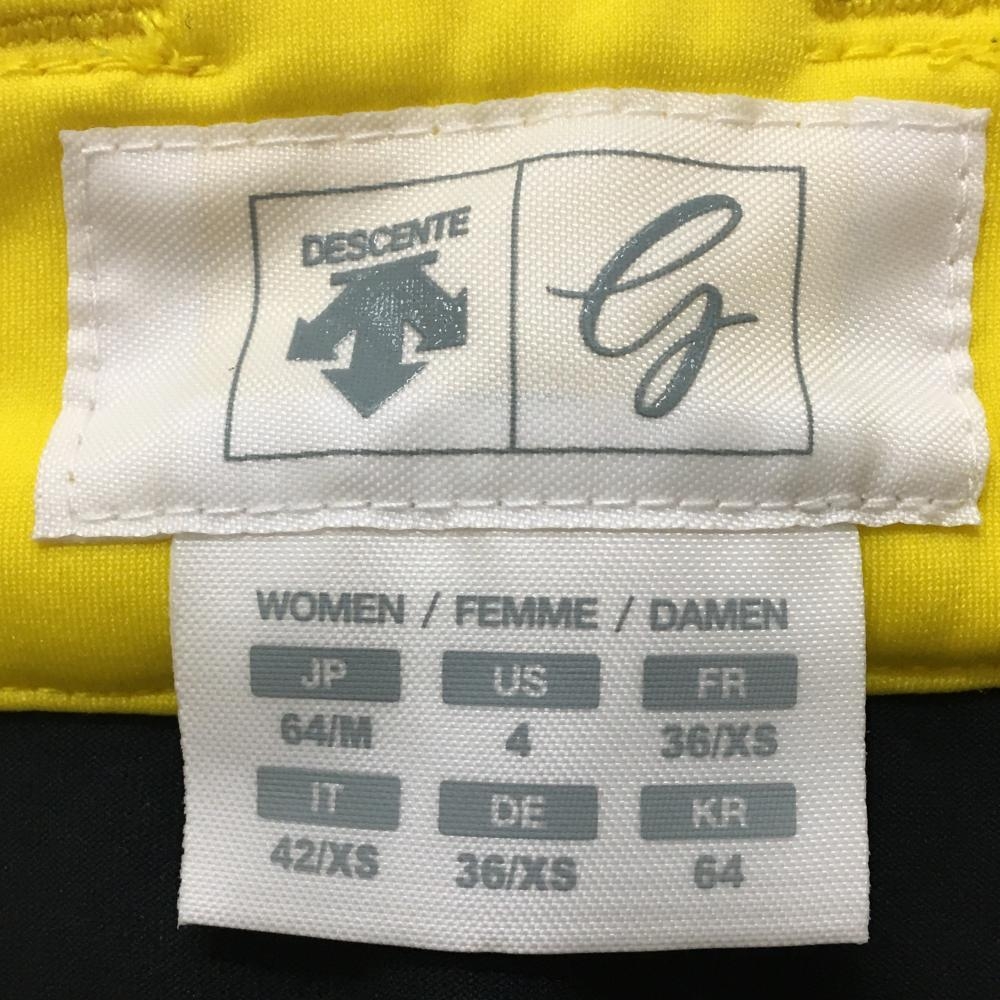 DESCENTE
G
WOMEN / FEMME / DAMEN
JP US FR
64/M 4 36/XS
IT DE KR
42/XS 36/XS 64